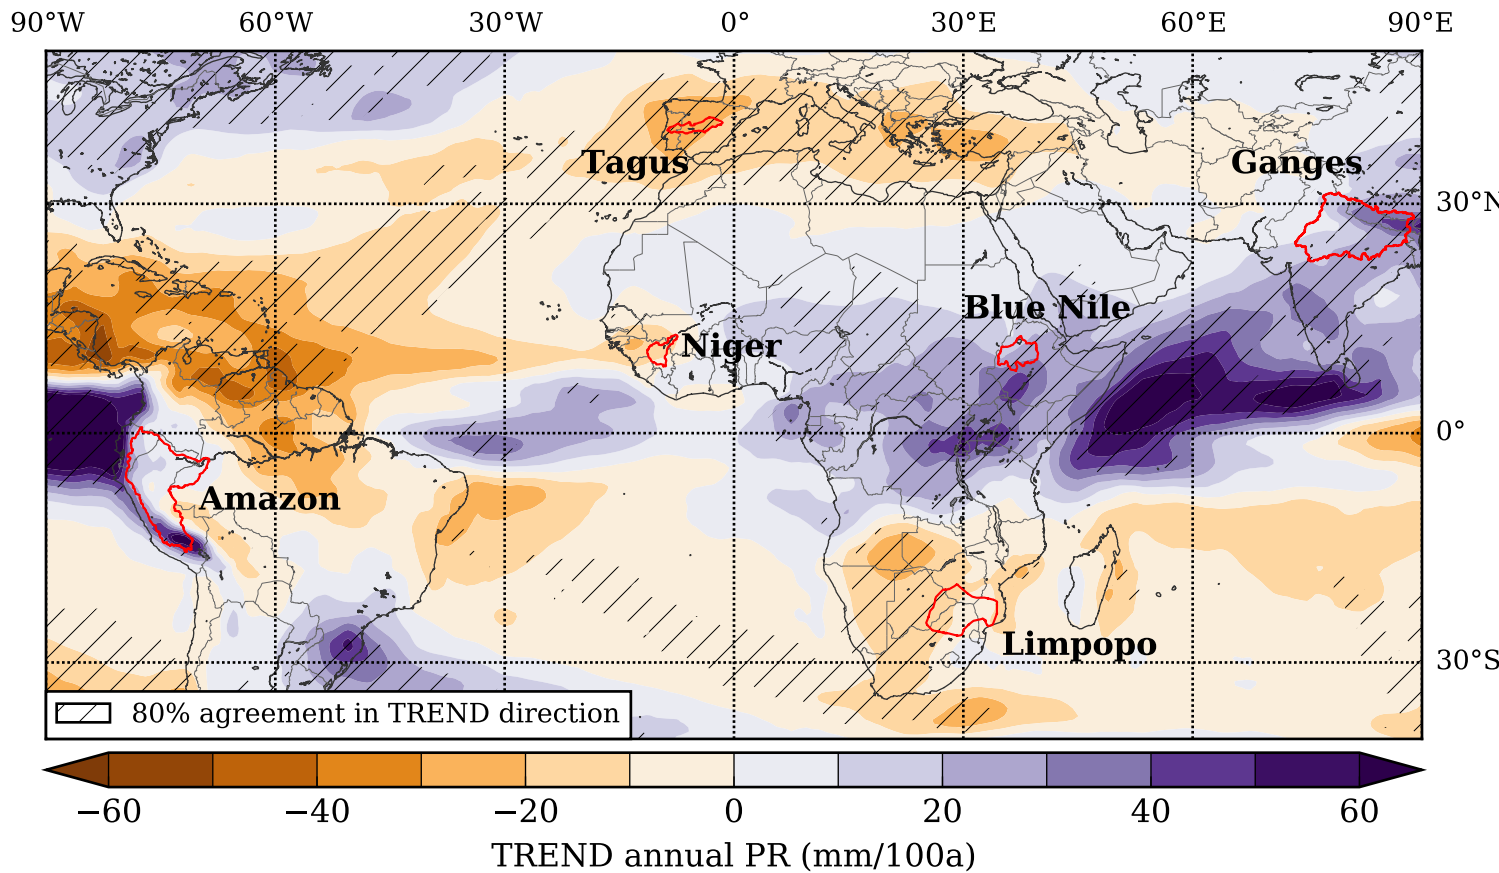 90°W 60°W 30°W 0° 30°E 60°E 90°E
Tagus
Ganges
30°N
Blue Nile
Niger
0°
Amazon
Limpopo
30°S
80% agreement in TREND direction
−60 −40 −20 0 20 40 60
TREND annual PR (mm/100a)